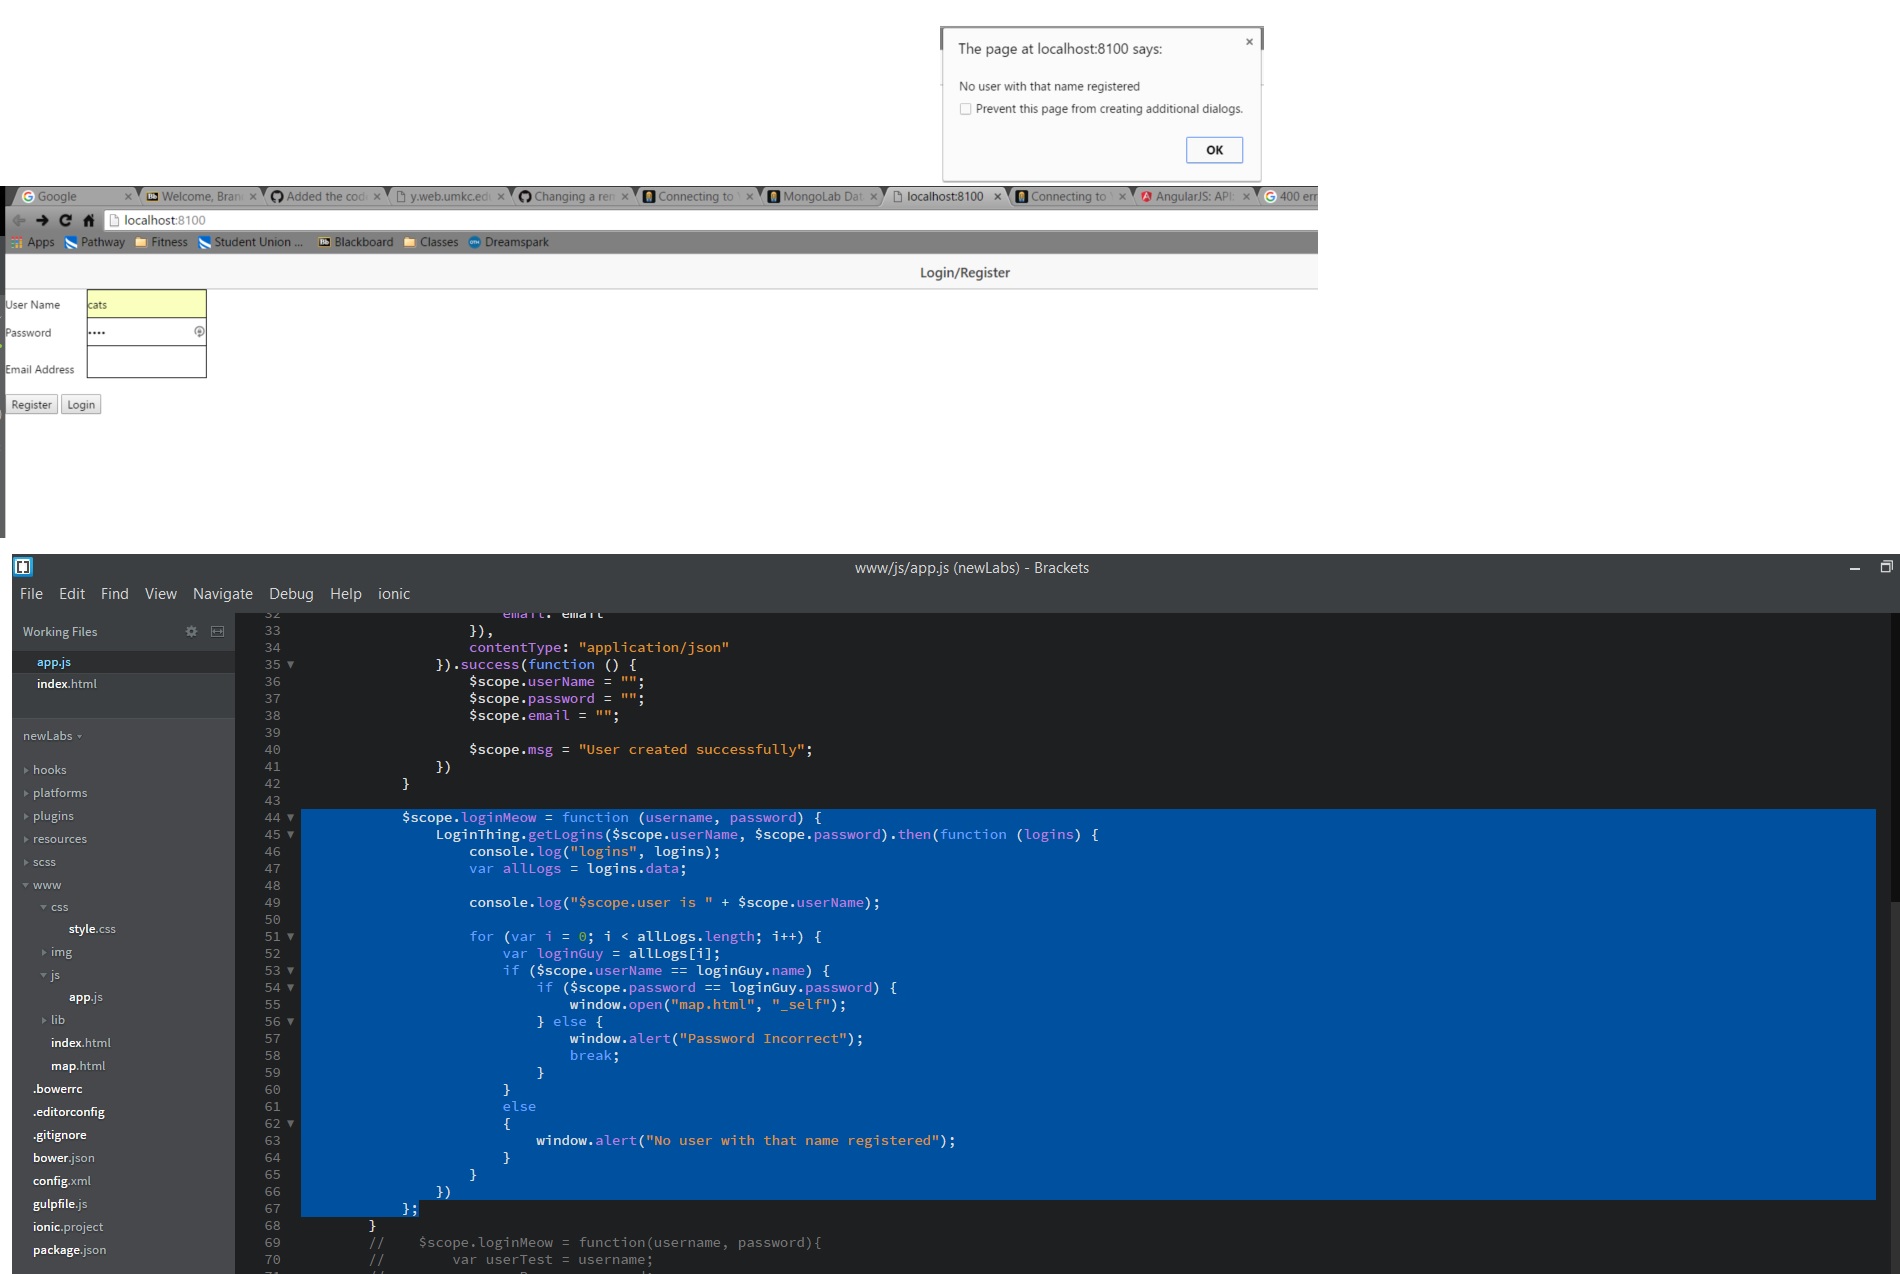 The page at localhost:8100 says:
No user with that name registered
Prevent this page from creating additional dialogs.
OK
Google
Welcome, Bran
Added the cod
y.web.umkc.ed
Changing a ren
Connecting to
MongoLab Dat
localhost:8100
Connecting to
AngularJS: API:
400 err
localhost:8100
Apps Pathway Fitness Student Union ... Bb Blackboard Classes Dreamspark
Login/Register
User Name cats
Password ••••
Email Address
Register Login
www/js/app.js (newLabs) - Brackets
File Edit Find View Navigate Debug Help ionic
Working Files
app.js
index.html
newLabs
hooks
platforms
plugins
resources
scss
www
css
style.css
img
js
app.js
lib
index.html
map.html
.bowerrc
.editorconfig
.gitignore
bower.json
config.xml
gulpfile.js
ionic.project
package.json
32 email: email
33 }),
34 contentType: "application/json"
35 }).success(function () {
36 $scope.userName = "";
37 $scope.password = "";
38 $scope.email = "";
39
40 $scope.msg = "User created successfully";
41 })
42 }
43
44 $scope.loginMeow = function (username, password) {
45 LoginThing.getLogins($scope.userName, $scope.password).then(function (logins) {
46 console.log("logins", logins);
47 var allLogs = logins.data;
48
49 console.log("$scope.user is " + $scope.userName);
50
51 for (var i = 0; i < allLogs.length; i++) {
52 var loginGuy = allLogs[i];
53 if ($scope.userName == loginGuy.name) {
54 if ($scope.password == loginGuy.password) {
55 window.open("map.html", "_self");
56 } else {
57 window.alert("Password Incorrect");
58 break;
59 }
60 }
61 else
62 {
63 window.alert("No user with that name registered");
64 }
65 }
66 })
67 };
68 }
69 // $scope.loginMeow = function(username, password){
70 // var userTest = username;